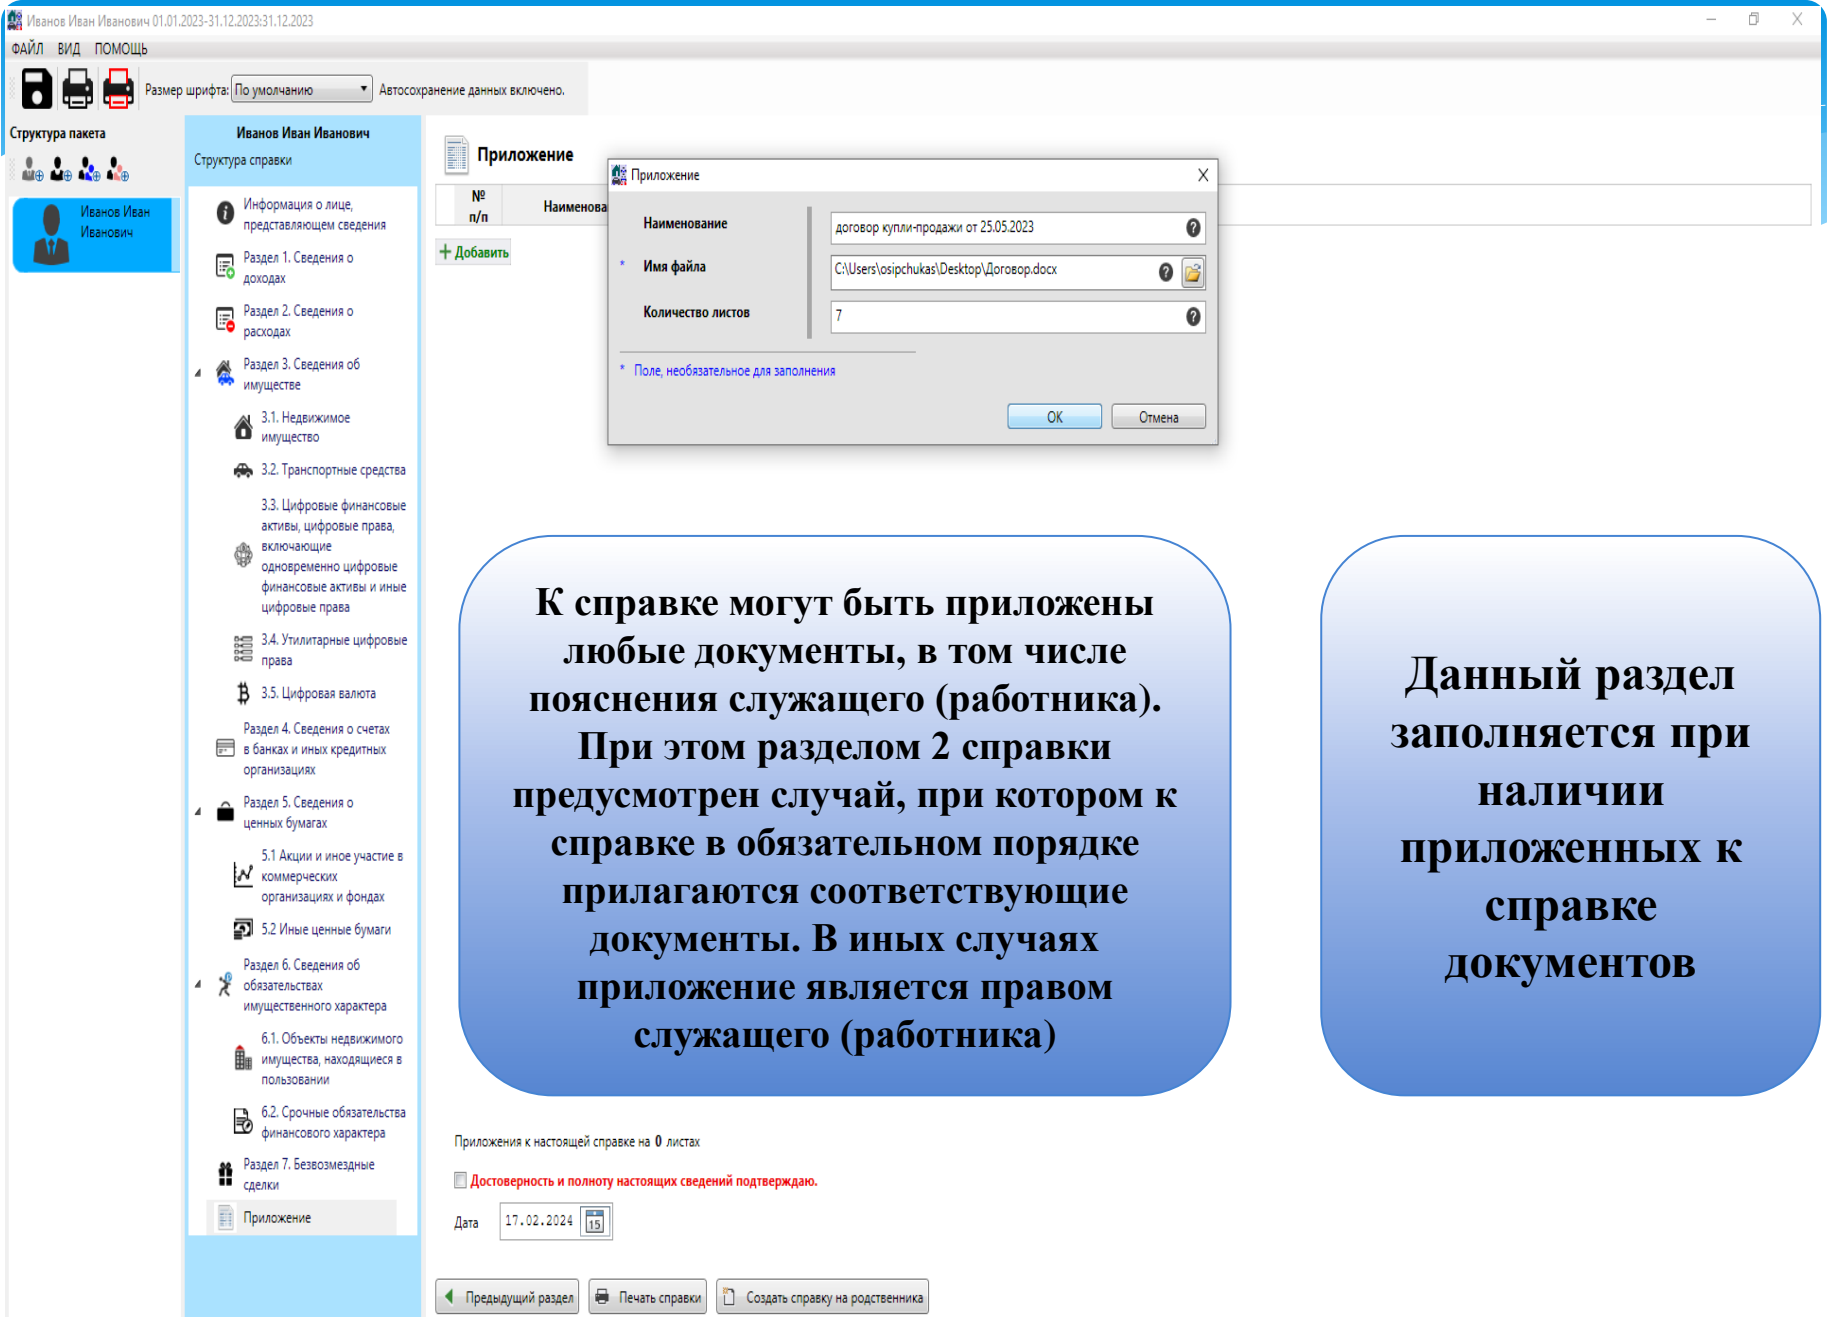 Иванов Иван Иванович 01.01.2023-31.12.2023:31.12.2023
ФАЙЛ ВИД ПОМОЩЬ
Размер шрифта: По умолчанию Автосохранение данных включено.
Структура пакета
Иванов Иван
Иванович
Иванов Иван Иванович
Структура справки
Информация о лице,
представляющем сведения
Раздел 1. Сведения о
доходах
Раздел 2. Сведения о
расходах
Раздел 3. Сведения об
имуществе
3.1. Недвижимое
имущество
3.2. Транспортные средства
3.3. Цифровые финансовые
активы, цифровые права,
включающие
одновременно цифровые
финансовые активы и иные
цифровые права
3.4. Утилитарные цифровые
права
3.5. Цифровая валюта
Раздел 4. Сведения о счетах
в банках и иных кредитных
организациях
Раздел 5. Сведения о
ценных бумагах
5.1 Акции и иное участие в
коммерческих
организациях и фондах
5.2 Иные ценные бумаги
Раздел 6. Сведения об
обязательствах
имущественного характера
6.1. Объекты недвижимого
имущества, находящиеся в
пользовании
6.2. Срочные обязательства
финансового характера
Раздел 7. Безвозмездные
сделки
Приложение
Приложение
№
п/п
Наименова
+ Добавить
Приложение X
Наименование договор купли-продажи от 25.05.2023
* Имя файла C:\Users\osipchukas\Desktop\Договор.docx
Количество листов 7
* Поле, необязательное для заполнения
OK Отмена
К справке могут быть приложены
любые документы, в том числе
пояснения служащего (работника).
При этом разделом 2 справки
предусмотрен случай, при котором к
справке в обязательном порядке
прилагаются соответствующие
документы. В иных случаях
приложение является правом
служащего (работника)
Данный раздел
заполняется при
наличии
приложенных к
справке
документов
Приложения к настоящей справке на 0 листах
Достоверность и полноту настоящих сведений подтверждаю.
Дата 17.02.2024 15
Предыдущий раздел Печать справки Создать справку на родственника